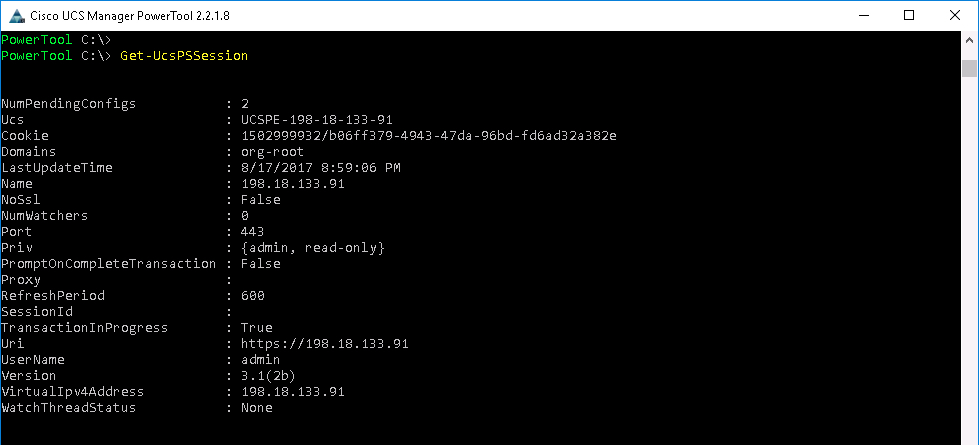 Cisco UCS Manager PowerTool 2.2.1.8
PowerTool C:\>
PowerTool C:\> Get-UcsPSSession
NumPendingConfigs : 2
Ucs : UCSPE-198-18-133-91
Cookie : 1502999932/b06ff379-4943-47da-96bd-fd6ad32a382e
Domains : org-root
LastUpdateTime : 8/17/2017 8:59:06 PM
Name : 198.18.133.91
NoSsl : False
NumWatchers : 0
Port : 443
Priv : {admin, read-only}
PromptOnCompleteTransaction : False
Proxy :
RefreshPeriod : 600
SessionId :
TransactionInProgress : True
Uri : https://198.18.133.91
UserName : admin
Version : 3.1(2b)
VirtualIpv4Address : 198.18.133.91
WatchThreadStatus : None